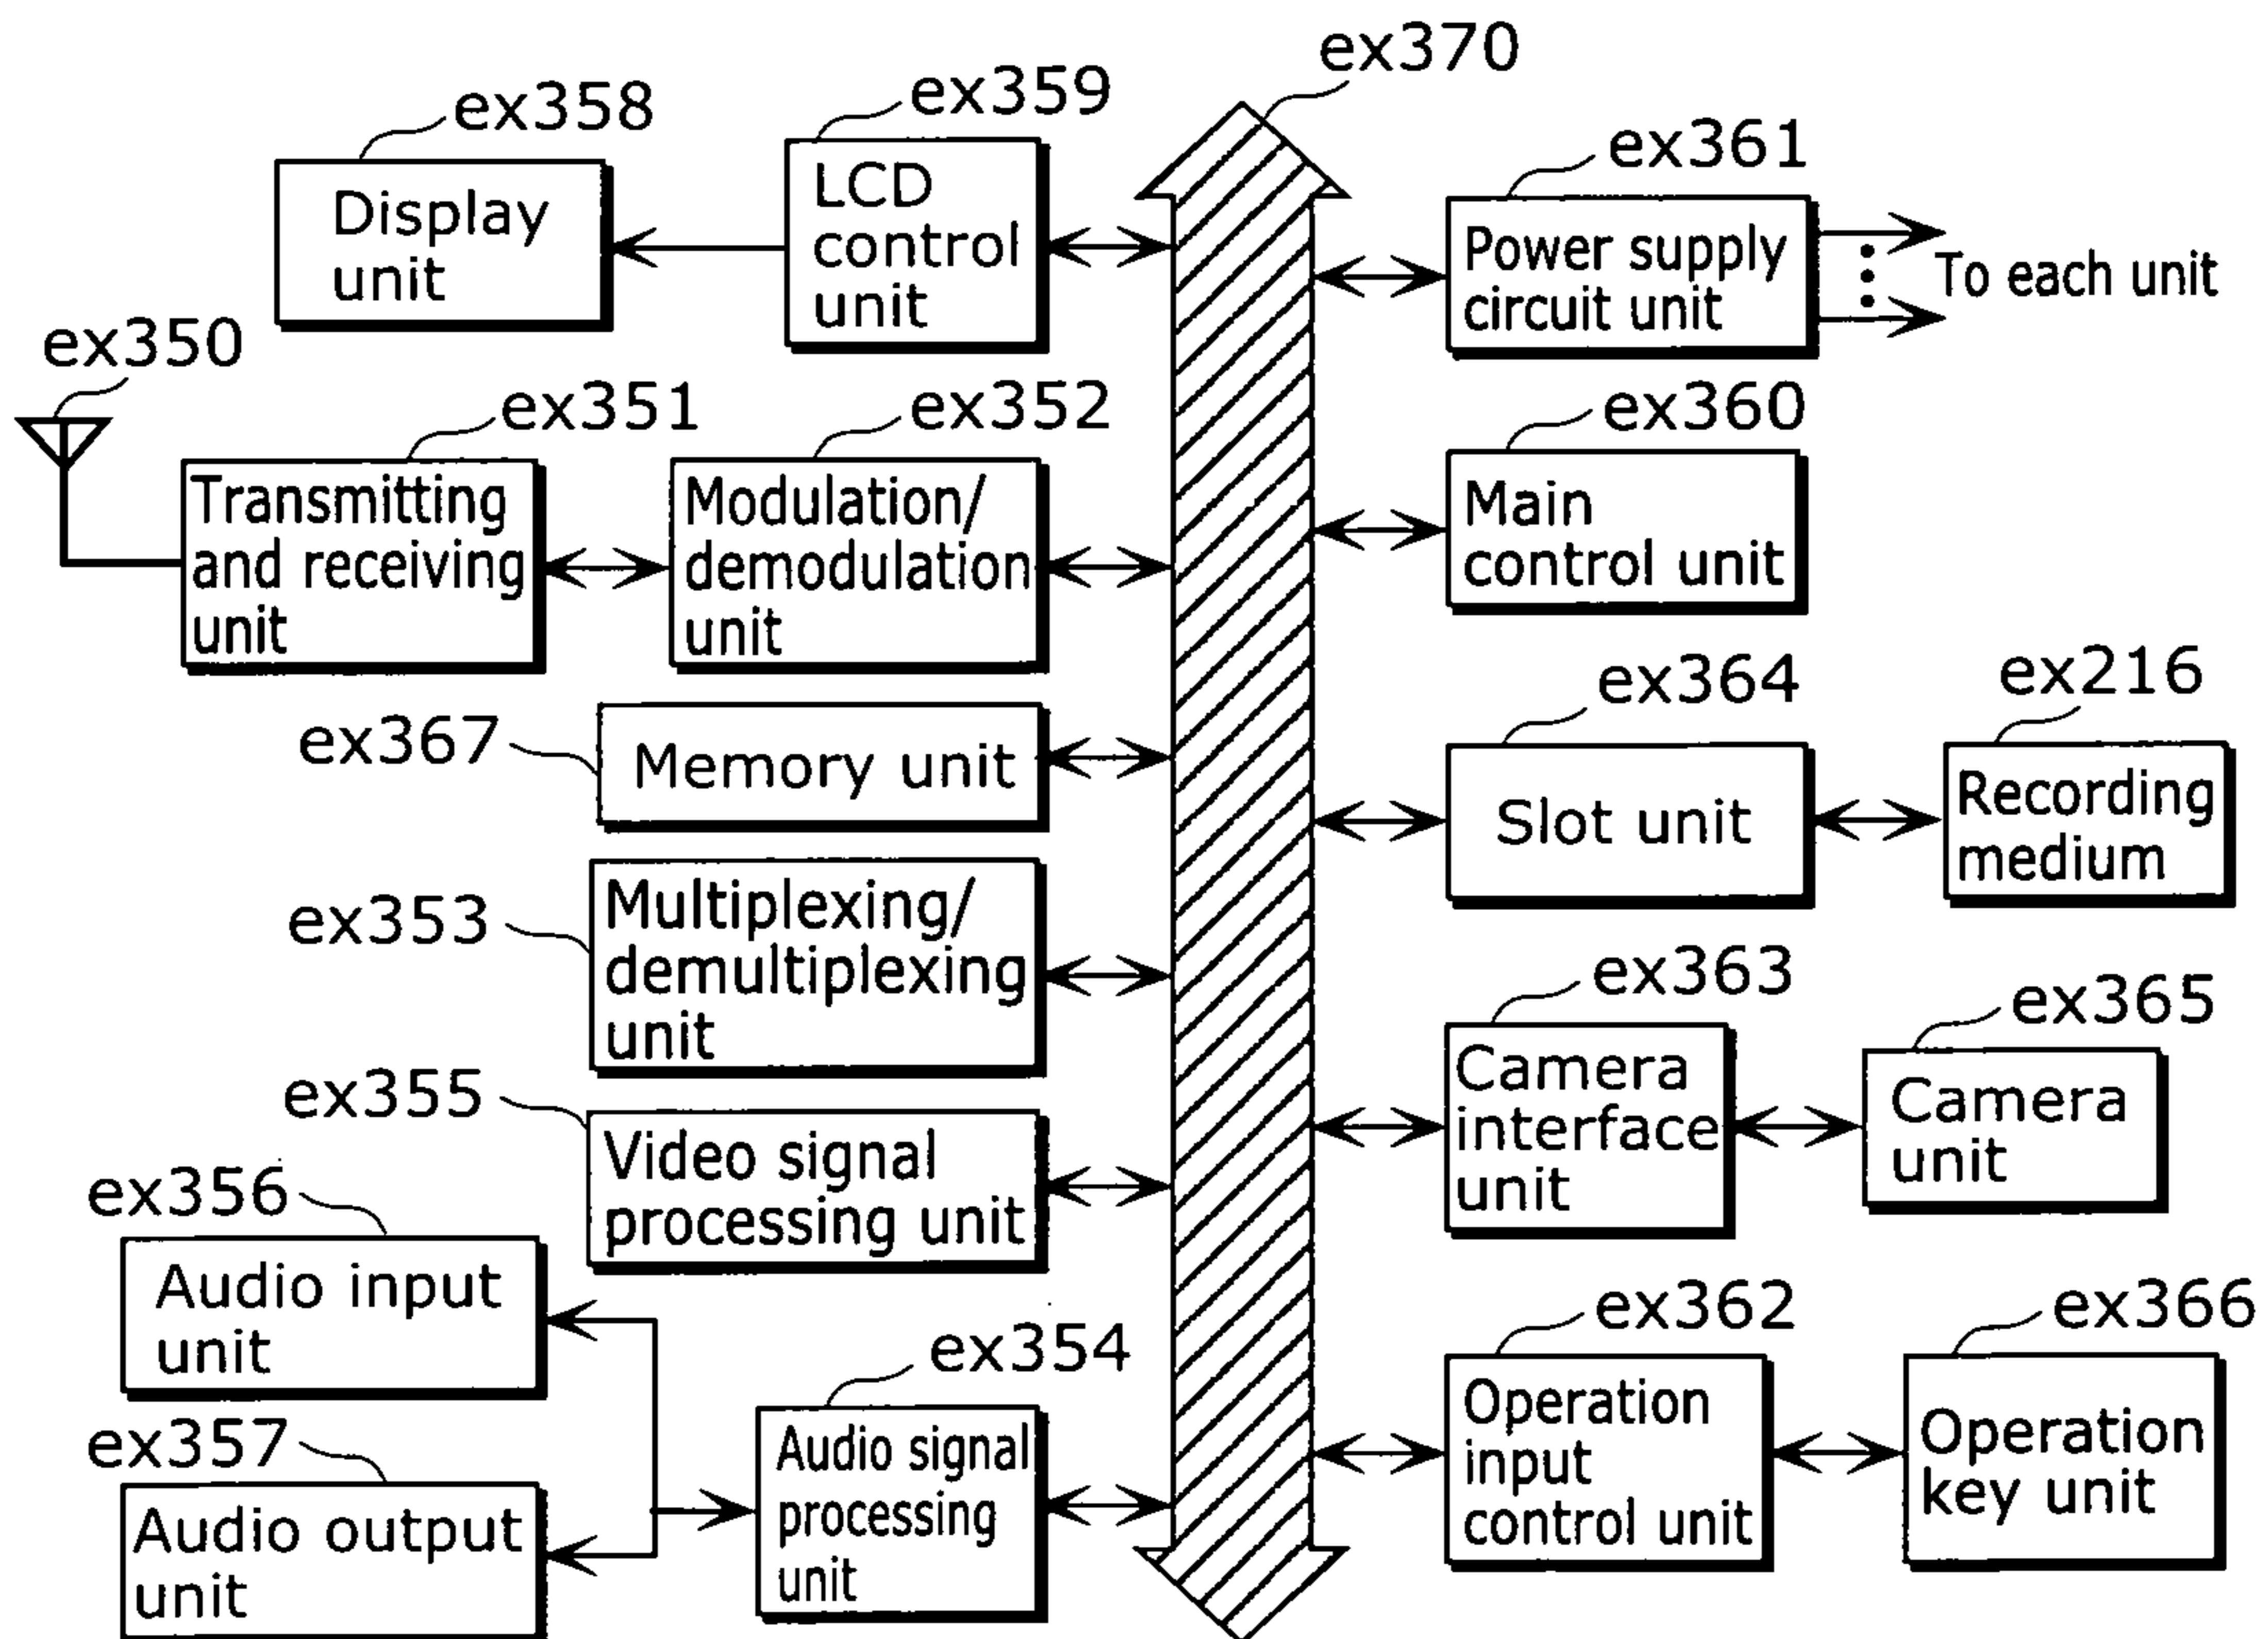 ex370
ex358
ex359
ex361
Display
unit
LCD
control
unit
Power supply
circuit unit
To each unit
ex350
ex351
ex352
ex360
Transmitting
and receiving
unit
Modulation/
demodulation
unit
Main
control unit
ex367
Memory unit
ex364
ex216
Slot unit
Recording
medium
ex353
Multiplexing/
demultiplexing
unit
ex363
ex365
Camera
interface
unit
Camera
unit
ex355
Video signal
processing unit
ex356
Audio input
unit
ex354
ex362
ex366
ex357
Audio output
unit
Audio signal
processing
unit
Operation
input
control unit
Operation
key unit